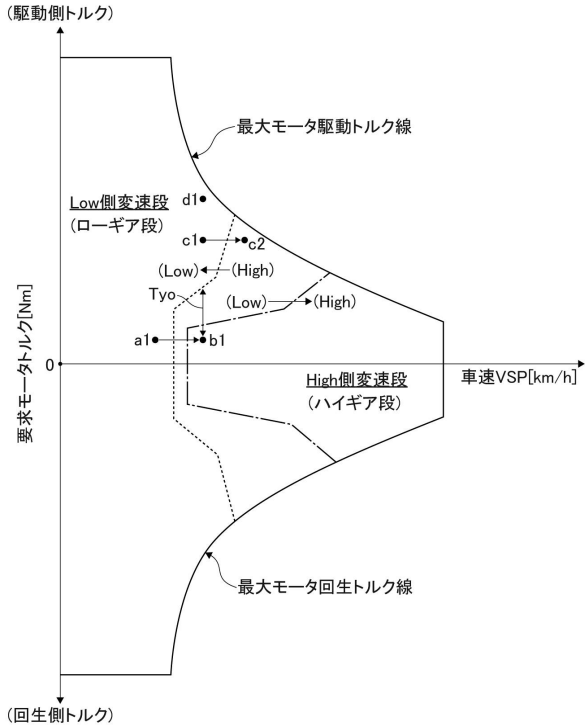 (駆動側トルク)
最大モータ駆動トルク線
Low側変速段
(ローギア段)
d1
c1
c2
(Low)
(High)
Tyo
(Low)
(High)
a1
b1
0
車速VSP[km/h]
要求モータトルク[Nm]
High側変速段
(ハイギア段)
最大モータ回生トルク線
(回生側トルク)